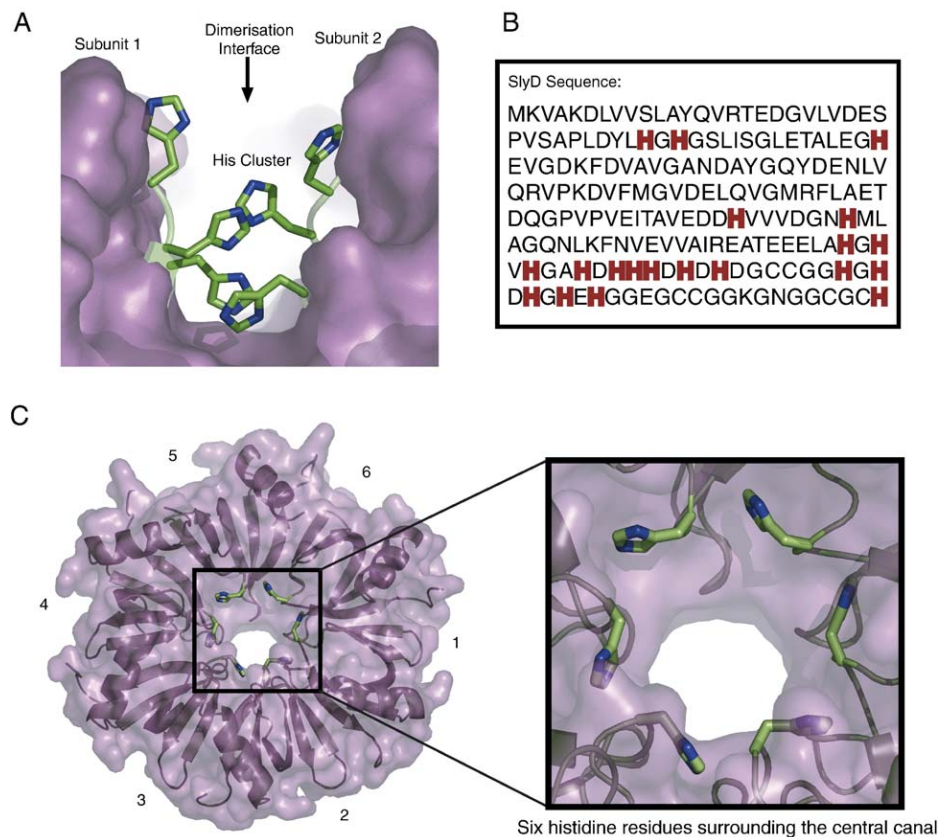 A
Subunit 1
Dimerisation
Interface
Subunit 2
His Cluster
B
SlyD Sequence:
MKVAKDLVVSLAYQVRTEDGVLVDES
PVSAPLDYLHGHGSLISGLETALEGH
EVGDKFDVAVGANDAYGQYDENLV
QRVPKDVFMGVDELQVGMRFLAET
DQGPVPVEITAVEDDHVVVDGNHML
AGQNLKFNVEVVAIREATEEELAHGH
VHGAHDHHHDHDHDGCCGGHGH
DHGHEHGGEGCCGGKGNGGCGCH
C
5
6
4
1
3
2
Six histidine residues surrounding the central canal